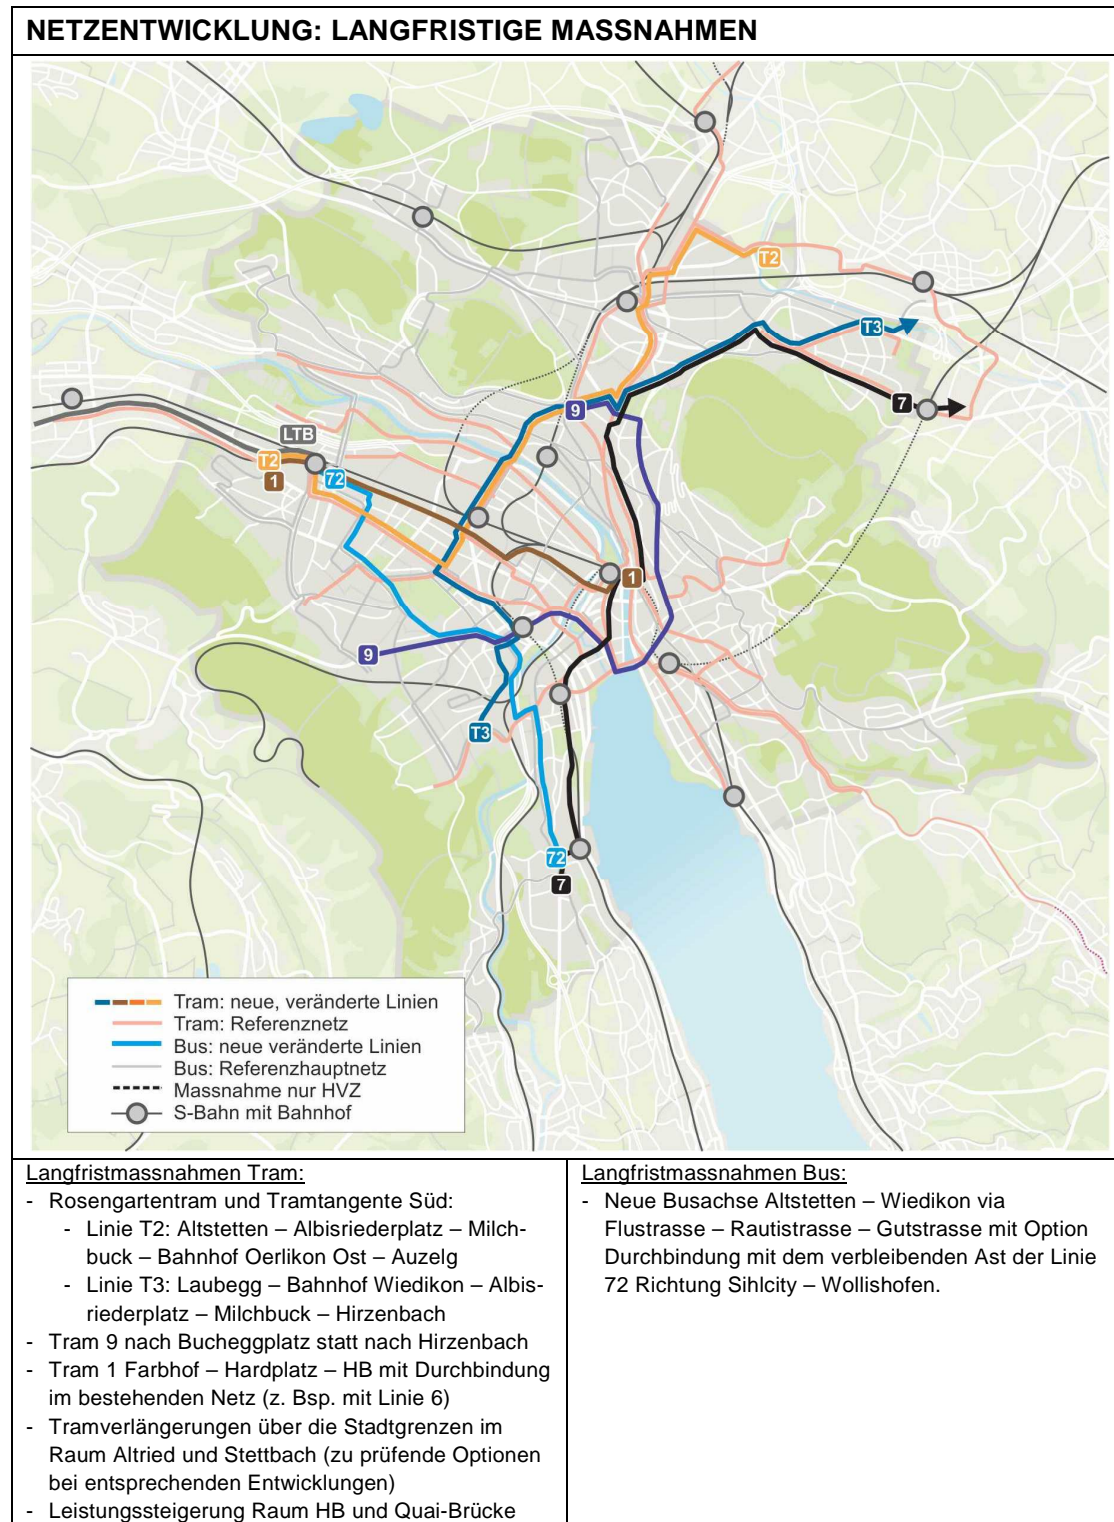 NETZENTWICKLUNG: LANGFRISTIGE MASSNAHMEN
T2
T3
9
7
LTB
T2
1
72
1
9
T3
72
7
Tram: neue, veränderte Linien
Tram: Referenznetz
Bus: neue veränderte Linien
Bus: Referenzhauptnetz
Massnahme nur HVZ
S-Bahn mit Bahnhof
Langfristmassnahmen Tram:
- Rosengartentram und Tramtangente Süd:
- Linie T2: Altstetten – Albisriederplatz – Milch-
buck – Bahnhof Oerlikon Ost – Auzelg
- Linie T3: Laubegg – Bahnhof Wiedikon – Albis-
riederplatz – Milchbuck – Hirzenbach
- Tram 9 nach Bucheggplatz statt nach Hirzenbach
- Tram 1 Farbhof – Hardplatz – HB mit Durchbindung
im bestehenden Netz (z. Bsp. mit Linie 6)
- Tramverlängerungen über die Stadtgrenzen im
Raum Altried und Stettbach (zu prüfende Optionen
bei entsprechenden Entwicklungen)
- Leistungssteigerung Raum HB und Quai-Brücke
Langfristmassnahmen Bus:
- Neue Busachse Altstetten – Wiedikon via
Flustrasse – Rautistrasse – Gutstrasse mit Option
Durchbindung mit dem verbleibenden Ast der Linie
72 Richtung Sihlcity – Wollishofen.